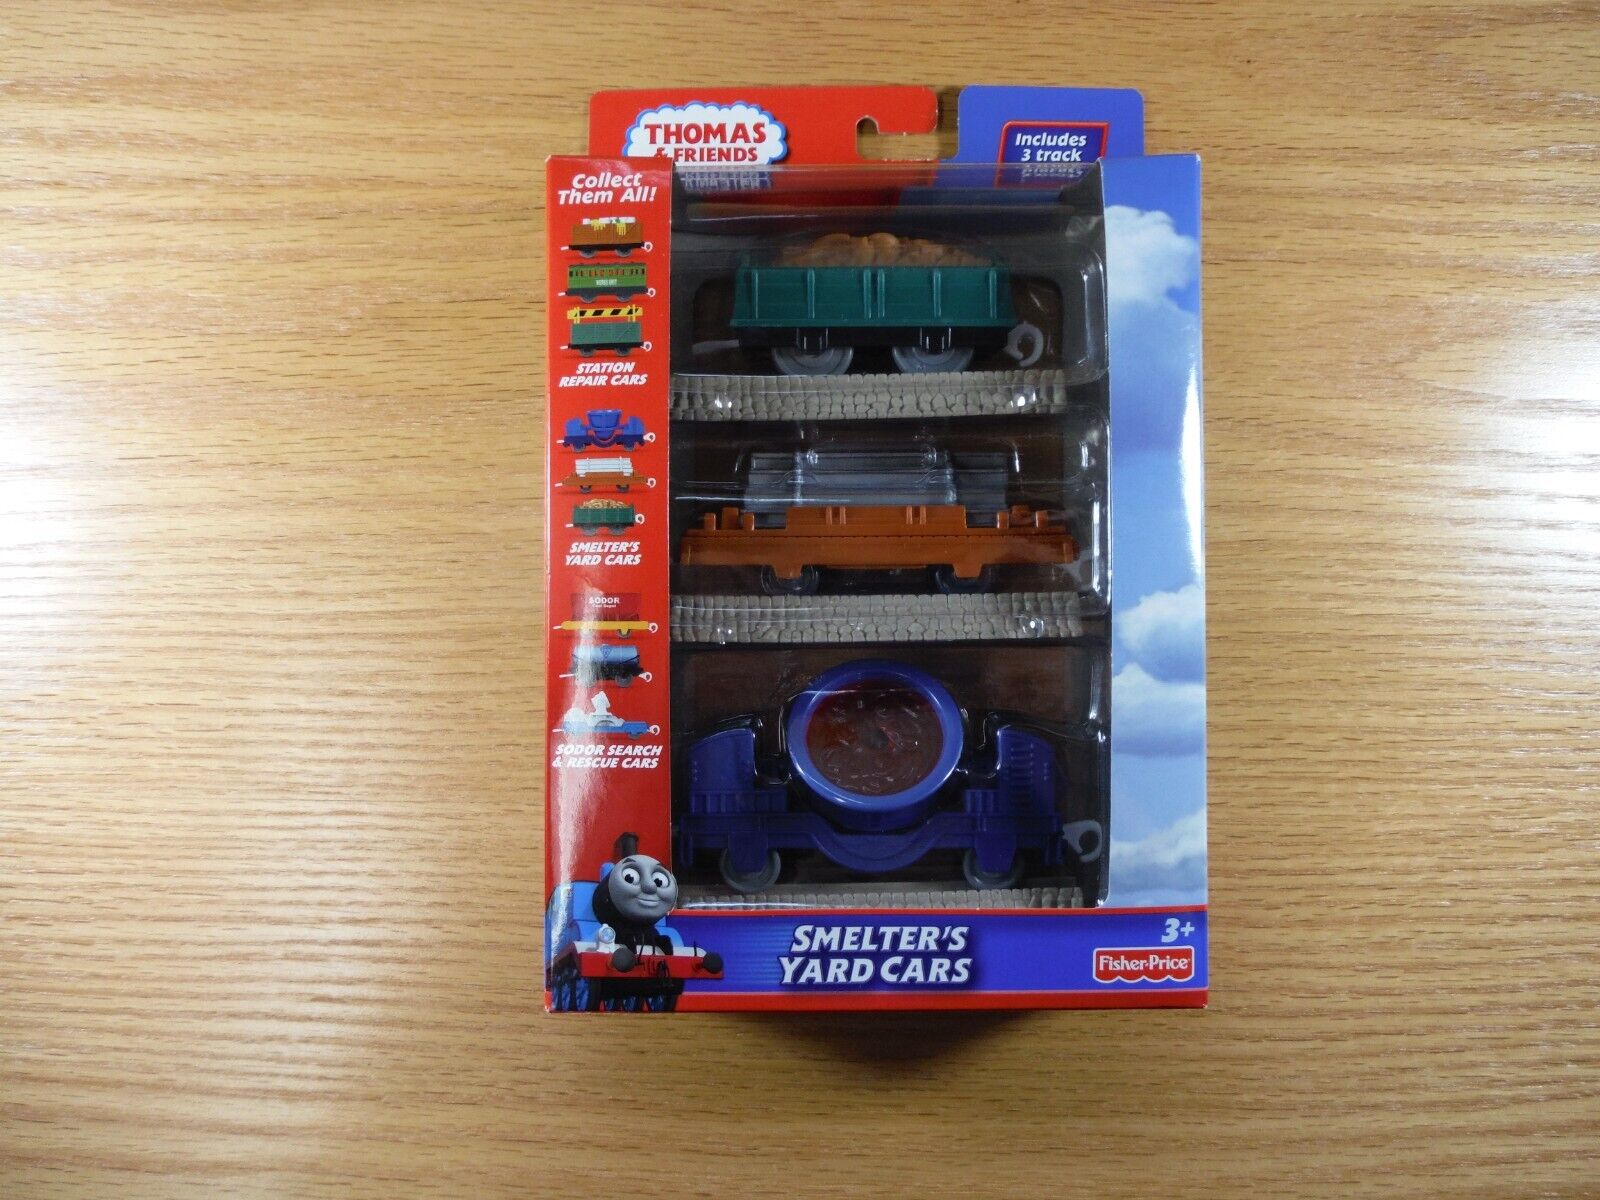 THOMAS
& FRIENDS
Includes
3 track
Collect
Them All!
STATION
REPAIR CARS
SMELTER'S
YARD CARS
SODOR
SODOR SEARCH
& RESCUE CARS
SMELTER'S
YARD CARS
3+
Fisher-Price